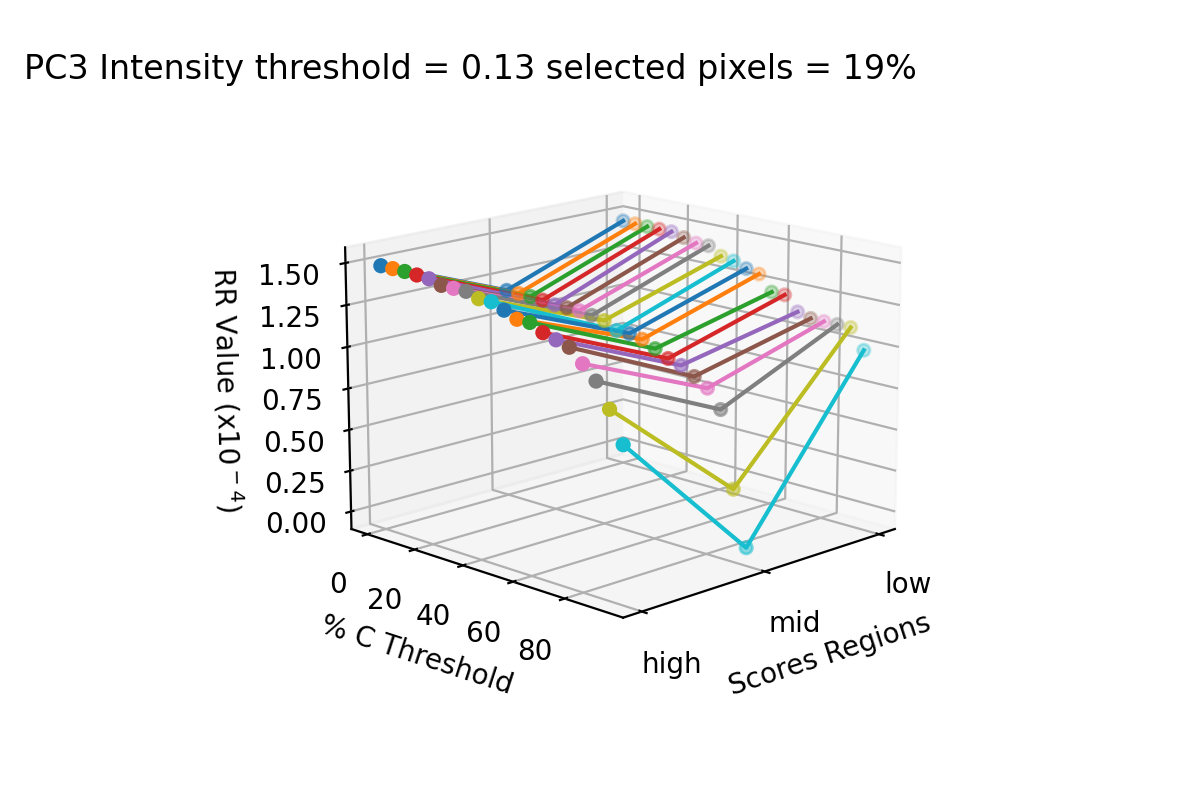 PC3 Intensity threshold = 0.13 selected pixels = 19%
RR Value (x10⁻⁴)
1.50
1.25
1.00
0.75
0.50
0.25
0.00
0
20
40
60
80
% C Threshold
high
mid
low
Scores Regions